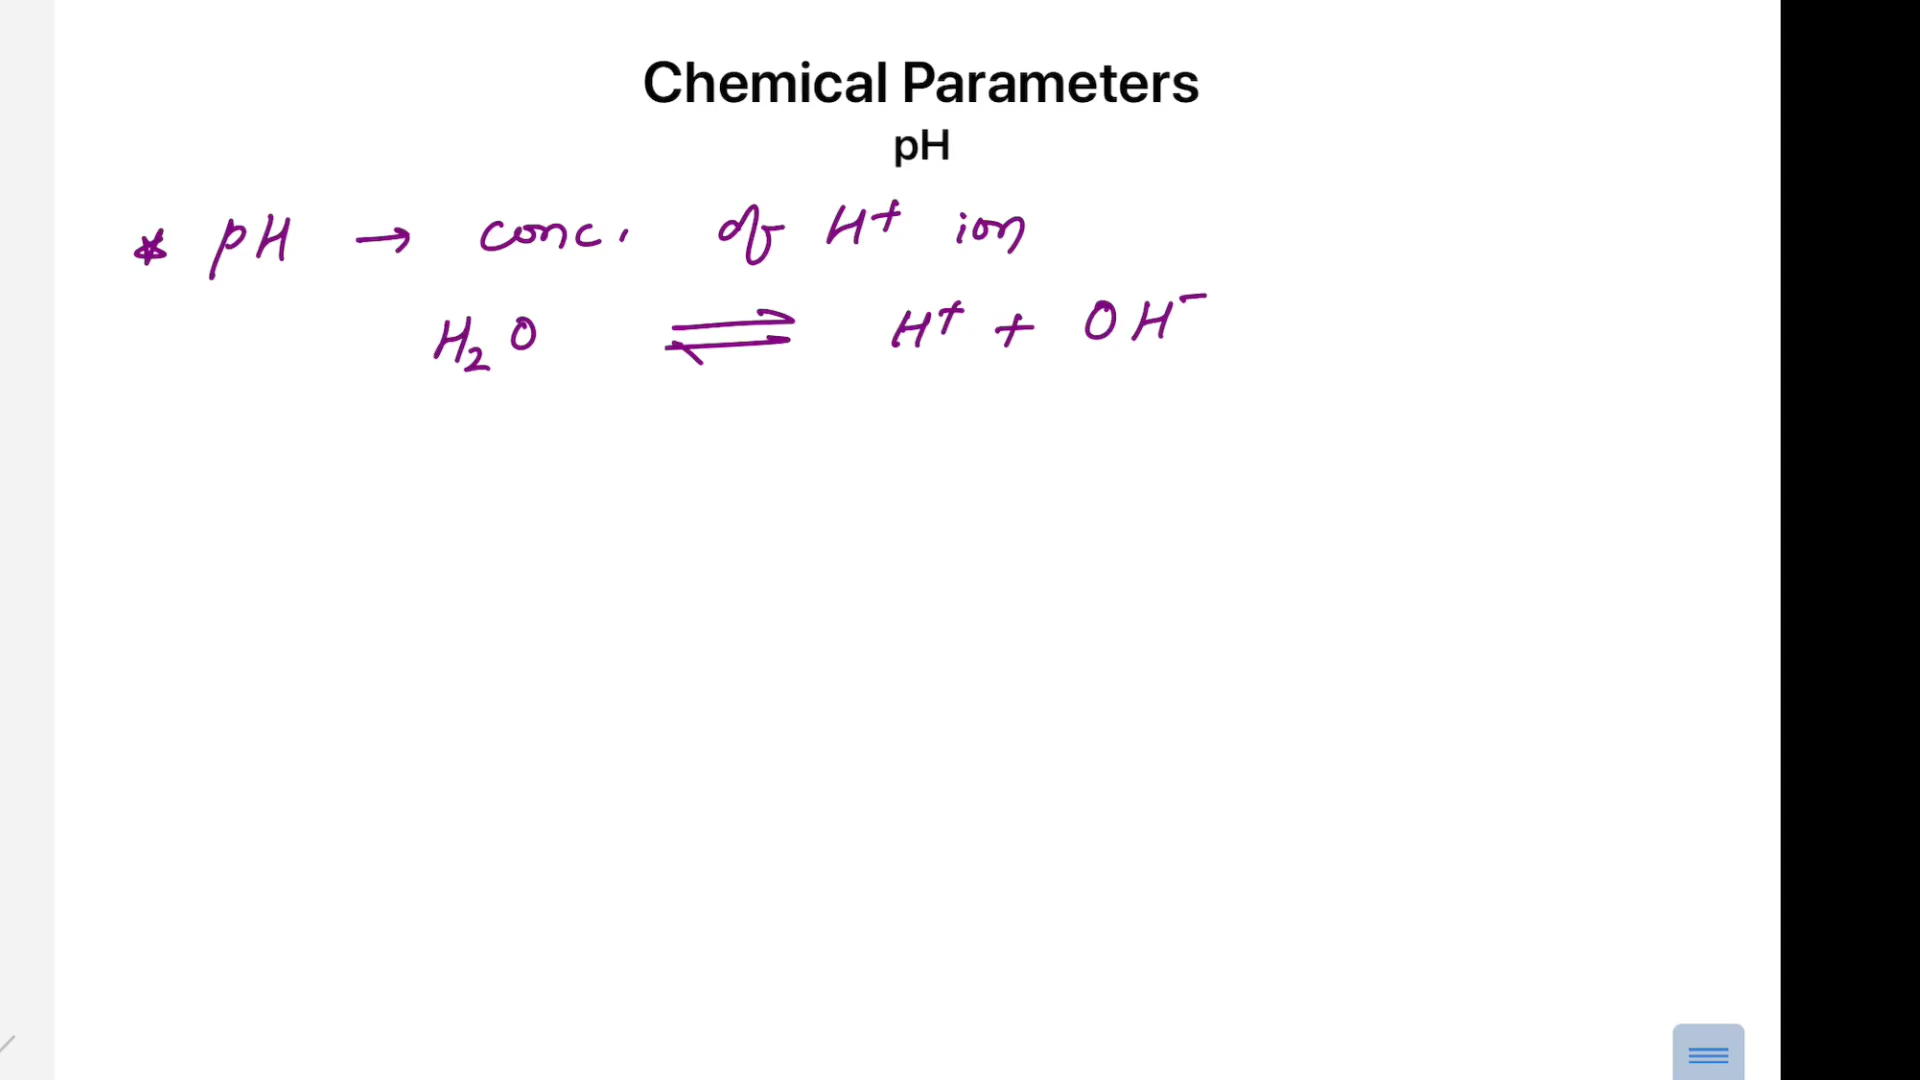 Chemical Parameters
pH
* pH → conc. of H⁺ ion
H₂O ⇌ H⁺ + OH⁻